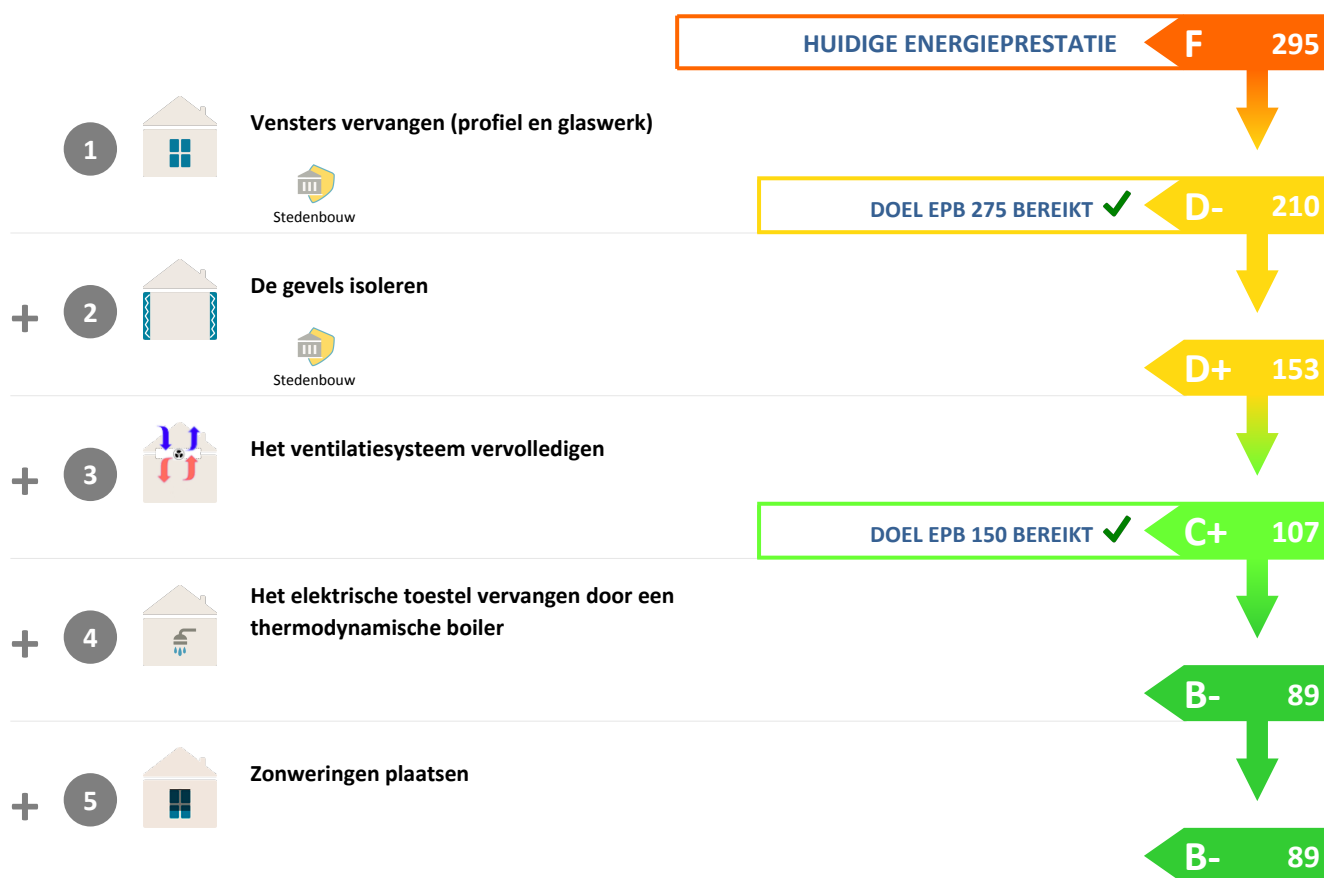 HUIDIGE ENERGIEPRESTATIE F 295
1 Vensters vervangen (profiel en glaswerk)
Stedenbouw
DOEL EPB 275 BEREIKT ✓ D- 210
+ 2 De gevels isoleren
Stedenbouw
D+ 153
+ 3 Het ventilatiesysteem vervolledigen
DOEL EPB 150 BEREIKT ✓ C+ 107
+ 4 Het elektrische toestel vervangen door een
thermodynamische boiler
B- 89
+ 5 Zonweringen plaatsen
B- 89